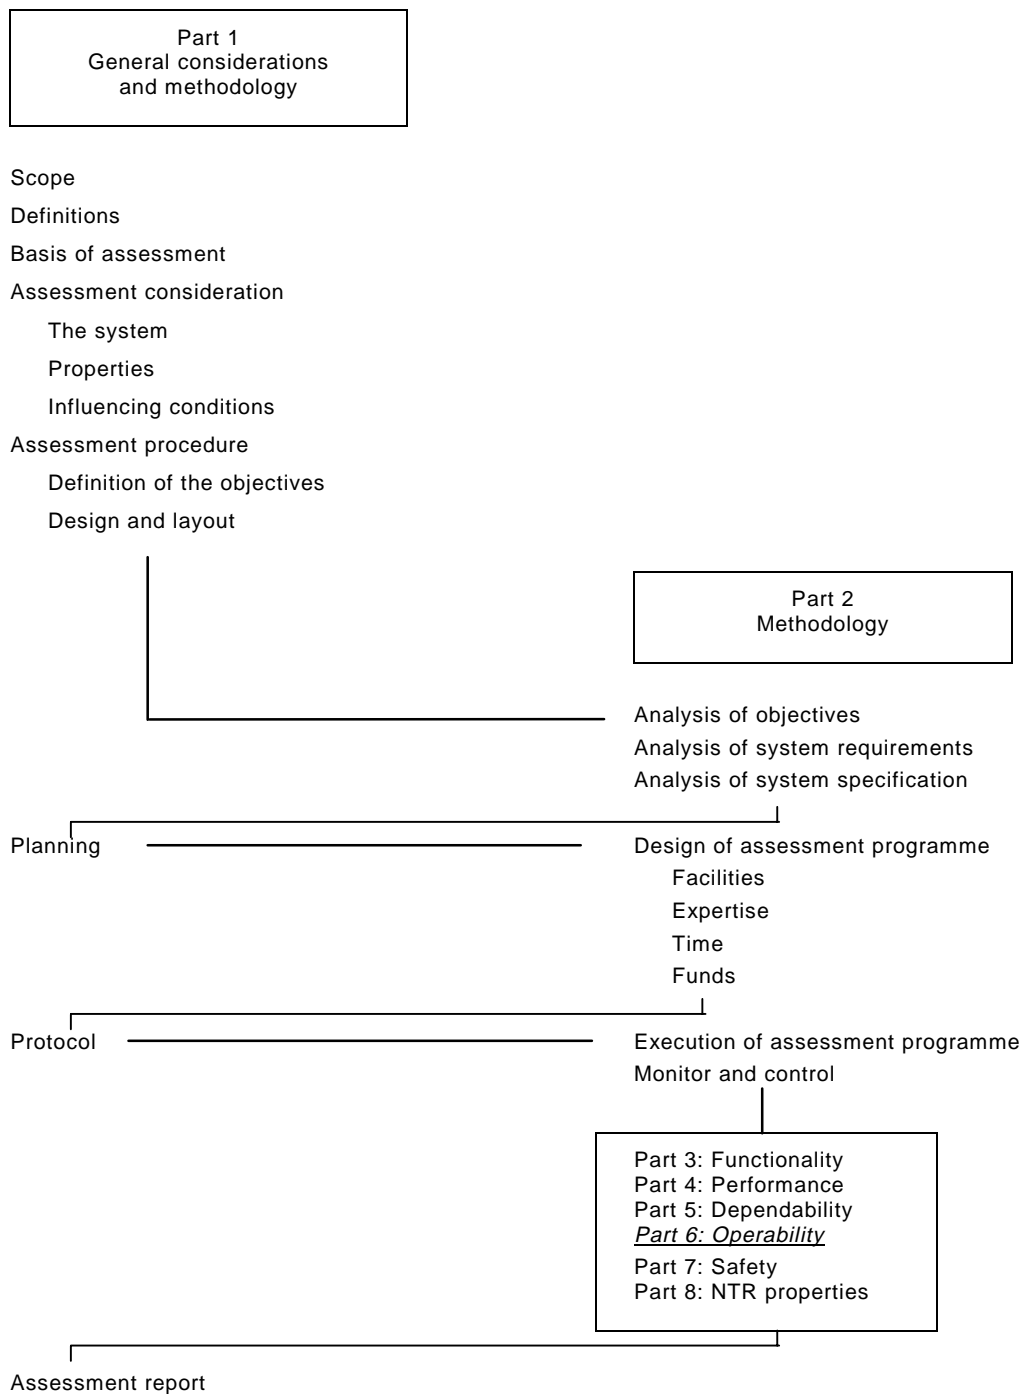 Part 1
General considerations
and methodology
Scope
Definitions
Basis of assessment
Assessment consideration
The system
Properties
Influencing conditions
Assessment procedure
Definition of the objectives
Design and layout
Part 2
Methodology
Analysis of objectives
Analysis of system requirements
Analysis of system specification
Planning
Design of assessment programme
Facilities
Expertise
Time
Funds
Protocol
Execution of assessment programme
Monitor and control
Part 3: Functionality
Part 4: Performance
Part 5: Dependability
Part 6: Operability
Part 7: Safety
Part 8: NTR properties
Assessment report